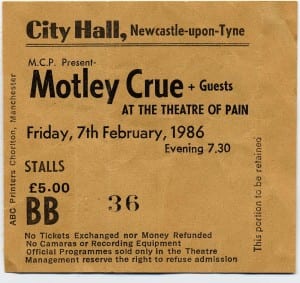 City Hall, Newcastle-upon-Tyne
M.C.P. Present-
Motley Crue + Guests
AT THE THEATRE OF PAIN
Friday, 7th February, 1986
Evening 7.30
STALLS
£5.00
BB 36
No Tickets Exchanged nor Money Refunded
No Camaras or Recording Equipment
Official Programmes sold only in the Theatre
Management reserve the right to refuse admission
ABC Printers Chorlton, Manchester
This portion to be retained